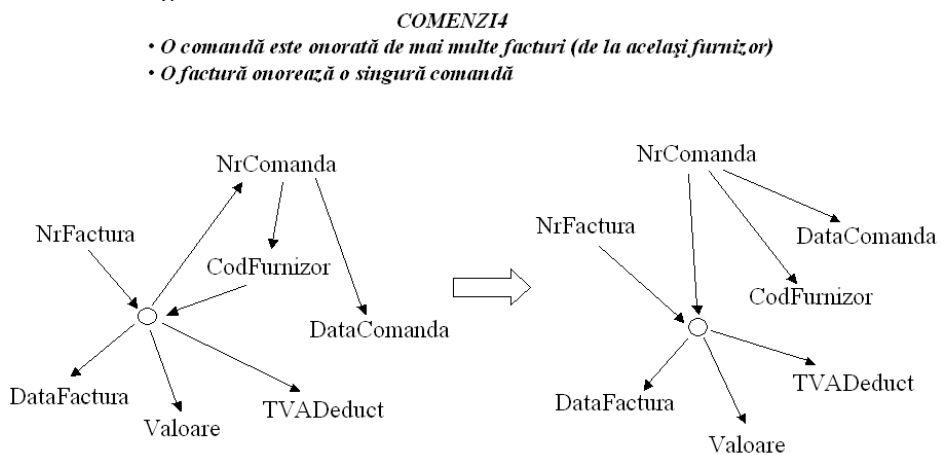 COMENZI4
• O comandă este onorată de mai multe facturi (de la acelaşi furnizor)
• O factură onorează o singură comandă
NrComanda
NrFactura
CodFurnizor
DataComanda
DataFactura
Valoare
TVADeduct
NrComanda
NrFactura
DataComanda
CodFurnizor
TVADeduct
DataFactura
Valoare